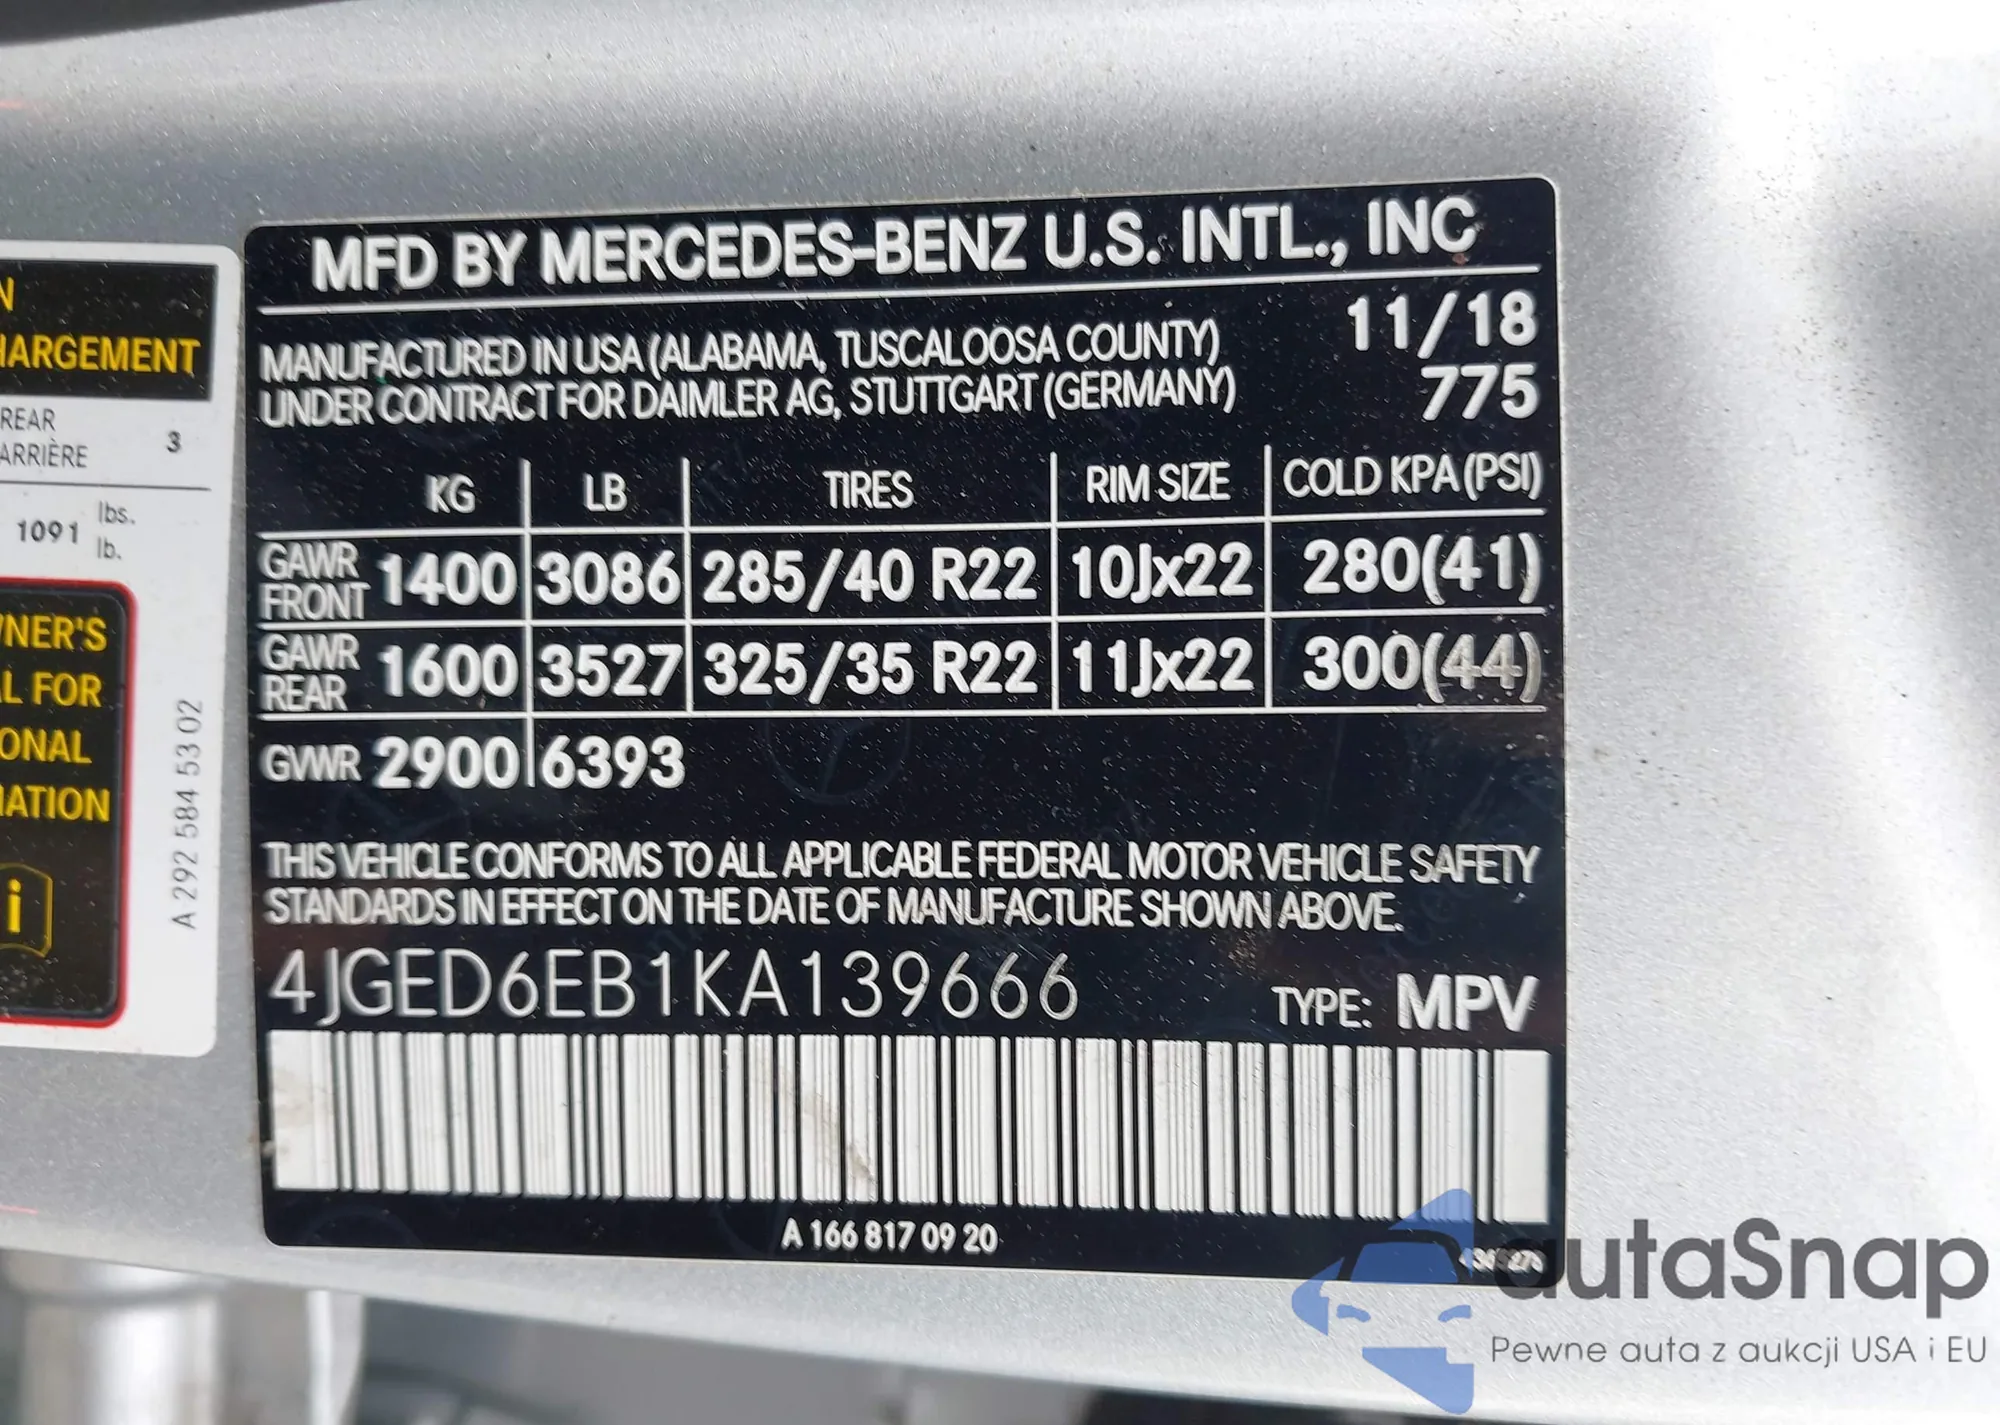 N
HARGEMENT
REAR
ARRIÈRE
3
1091
lbs.
lb.
NER'S
L FOR
ONAL
ATION
i
A 292 584 53 02
MFD BY MERCEDES-BENZ U.S. INTL., INC
MANUFACTURED IN USA (ALABAMA, TUSCALOOSA COUNTY)
11/18
UNDER CONTRACT FOR DAIMLER AG, STUTTGART (GERMANY)
775
KG LB TIRES RIM SIZE COLD KPA (PSI)
GAWR FRONT 1400 3086 285/40 R22 10Jx22 280(41)
GAWR REAR 1600 3527 325/35 R22 11Jx22 300(44)
GVWR 2900 6393
THIS VEHICLE CONFORMS TO ALL APPLICABLE FEDERAL MOTOR VEHICLE SAFETY
STANDARDS IN EFFECT ON THE DATE OF MANUFACTURE SHOWN ABOVE.
4JGED6EB1KA139666
TYPE: MPV
A 166 817 09 20
autaSnap
Pewne auta z aukcji USA i EU